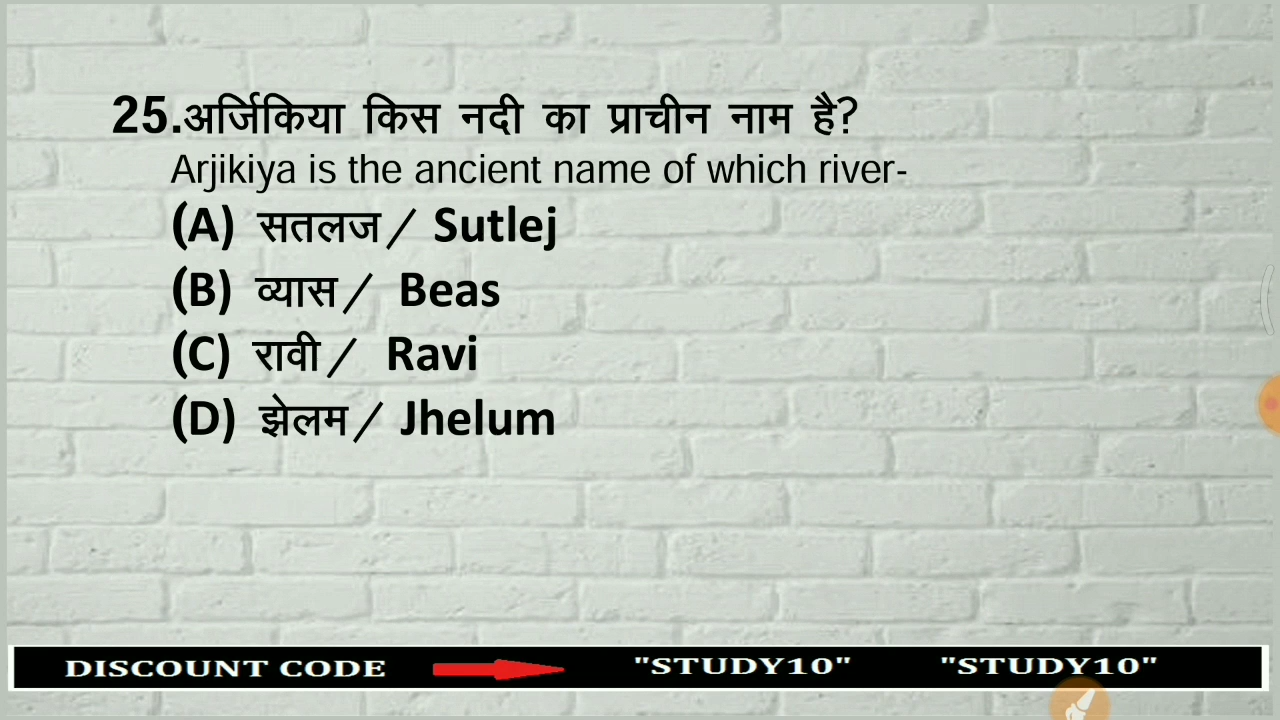 25.अर्जिकिया किस नदी का प्राचीन नाम है?
Arjikiya is the ancient name of which river-
(A) सतलज/ Sutlej
(B) व्यास/ Beas
(C) रावी/ Ravi
(D) झेलम/ Jhelum
DISCOUNT CODE "STUDY10" "STUDY10"